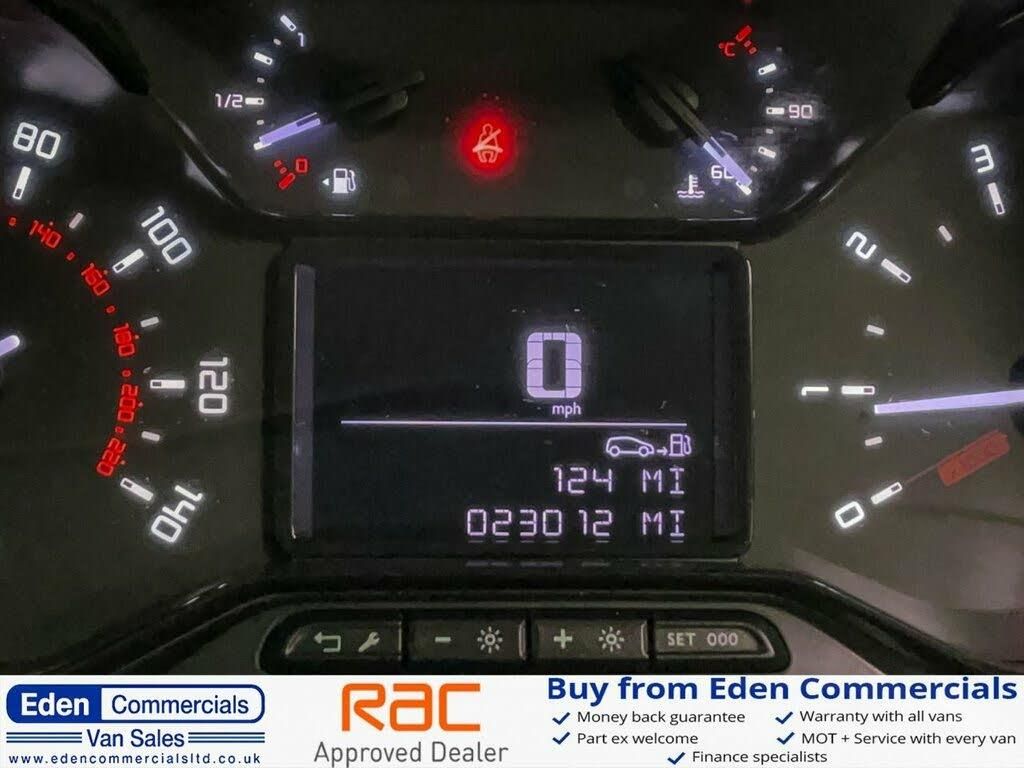 1
1/2
0
°C
90
60
80
100
120
140
140
160
180
200
220
3
2
1
0
0
mph
124 MI
023012 MI
SET 000
Eden Commercials
Van Sales
www.edencommercialsltd.co.uk
RAC
Approved Dealer
Buy from Eden Commercials
Money back guarantee
Warranty with all vans
Part ex welcome
MOT + Service with every van
Finance specialists